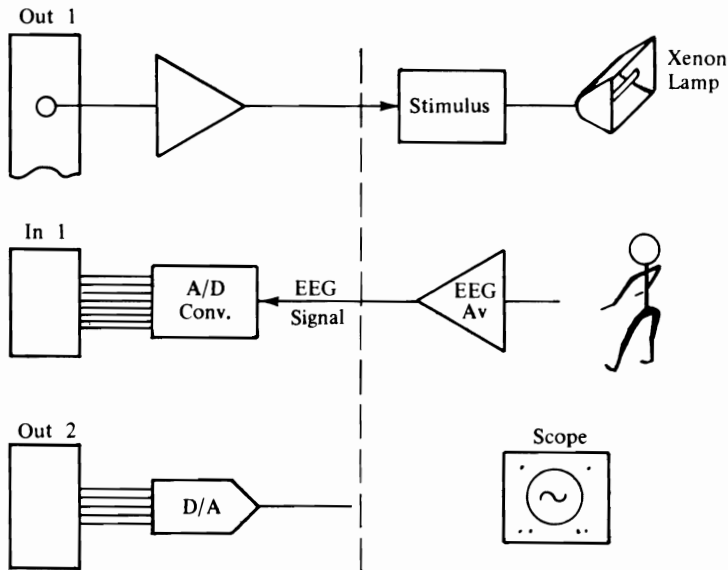 Out 1
Stimulus
Xenon
Lamp
In 1
A/D
Conv.
EEG
Signal
EEG
Av
Out 2
D/A
Scope